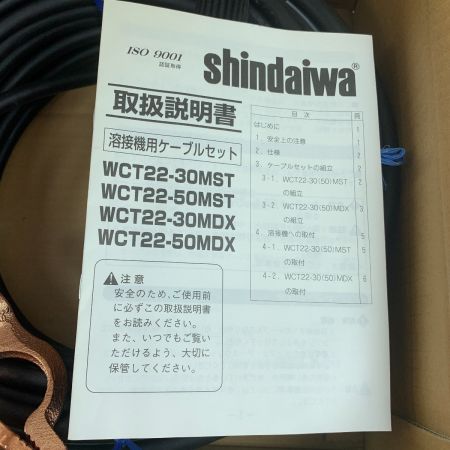 ISO 9001
認証取得
shindaiwa®
取扱説明書
溶接機用ケーブルセット
WCT22-30MST
WCT22-50MST
WCT22-30MDX
WCT22-50MDX
⚠注意
安全のため、ご使用前
に必ずこの取扱説明書
をお読みください。
また、いつでもご覧い
ただけるよう、大切に
保管してください。
目次 頁
はじめに 1
1. 安全上の注意 1
2. 仕様 2
3. ケーブルセットの組立 2
3-1. WCT22-30(50)MST 2
の組立
3-2. WCT22-30(50)MDX 3
の組立
4. 溶接機への取付 5
4-1. WCT22-30(50)MST 5
の取付
4-2. WCT22-30(50)MDX 6
の取付